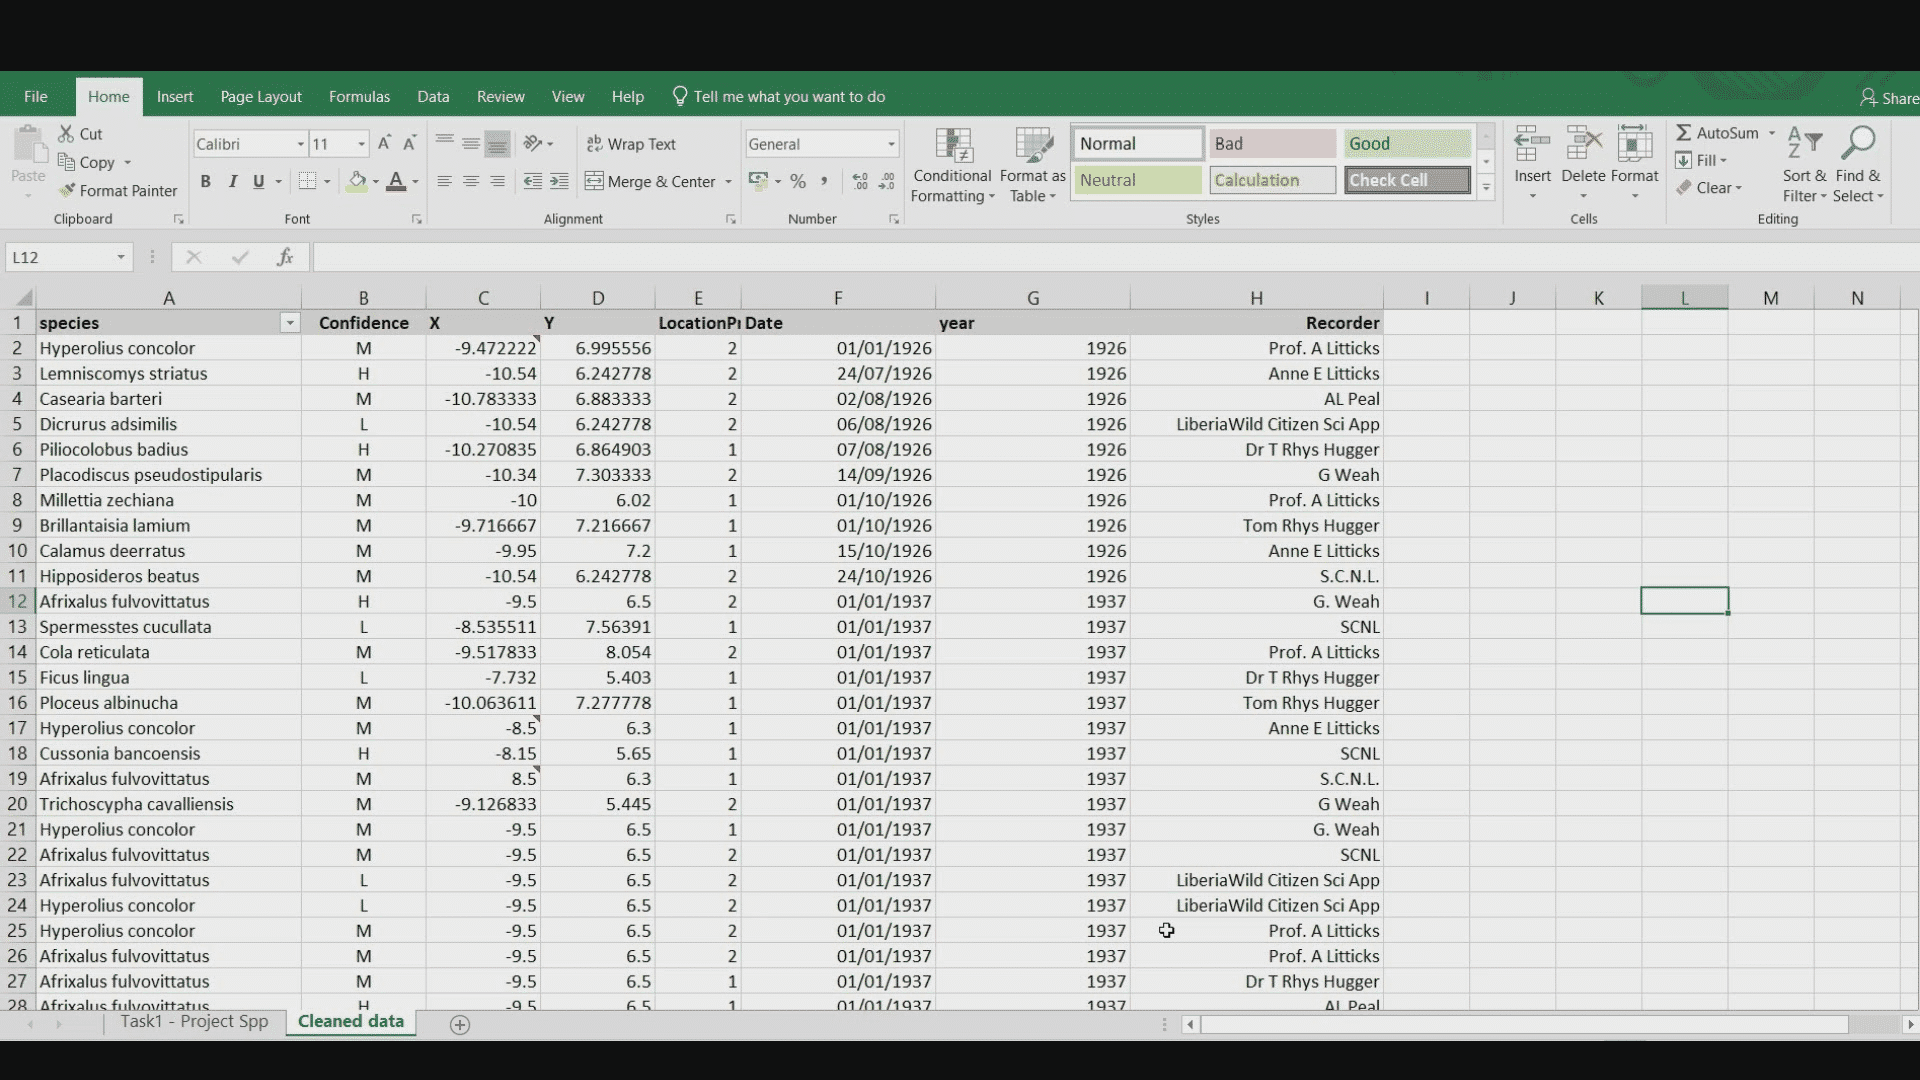 File Home Insert Page Layout Formulas Data Review View Help Tell me what you want to do Share
Paste Cut Copy Format Painter Clipboard
Calibri 11 B I U Font
Wrap Text Merge & Center Alignment
General % Number
Conditional Formatting Format as Table
Normal Bad Good
Neutral Calculation Check Cell
Styles
Insert Delete Format Cells
AutoSum Fill Clear Sort & Filter Find & Select Editing
L12 fx
A B C D E F G H I J K L M N
1 species Confidence X Y LocationPr Date year Recorder
2 Hyperolius concolor M -9.472222 6.995556 2 01/01/1926 1926 Prof. A Litticks
3 Lemniscomys striatus H -10.54 6.242778 2 24/07/1926 1926 Anne E Litticks
4 Casearia barteri M -10.783333 6.883333 2 02/08/1926 1926 AL Peal
5 Dicrurus adsimilis L -10.54 6.242778 2 06/08/1926 1926 LiberiaWild Citizen Sci App
6 Piliocolobus badius H -10.270835 6.864903 1 07/08/1926 1926 Dr T Rhys Hugger
7 Placodiscus pseudostipularis M -10.34 7.303333 2 14/09/1926 1926 G Weah
8 Millettia zechiana M -10 6.02 1 01/10/1926 1926 Prof. A Litticks
9 Brillantaisia lamium M -9.716667 7.216667 1 01/10/1926 1926 Tom Rhys Hugger
10 Calamus deerratus M -9.95 7.2 1 15/10/1926 1926 Anne E Litticks
11 Hipposideros beatus M -10.54 6.242778 2 24/10/1926 1926 S.C.N.L.
12 Afrixalus fulvovittatus H -9.5 6.5 2 01/01/1937 1937 G. Weah
13 Spermesstes cucullata L -8.535511 7.56391 1 01/01/1937 1937 SCNL
14 Cola reticulata M -9.517833 8.054 2 01/01/1937 1937 Prof. A Litticks
15 Ficus lingua L -7.732 5.403 1 01/01/1937 1937 Dr T Rhys Hugger
16 Ploceus albinucha M -10.063611 7.277778 1 01/01/1937 1937 Tom Rhys Hugger
17 Hyperolius concolor M -8.5 6.3 1 01/01/1937 1937 Anne E Litticks
18 Cussonia bancoensis H -8.15 5.65 1 01/01/1937 1937 SCNL
19 Afrixalus fulvovittatus M 8.5 6.3 1 01/01/1937 1937 S.C.N.L.
20 Trichoscypha cavalliensis M -9.126833 5.445 2 01/01/1937 1937 G Weah
21 Hyperolius concolor M -9.5 6.5 1 01/01/1937 1937 G. Weah
22 Afrixalus fulvovittatus M -9.5 6.5 2 01/01/1937 1937 SCNL
23 Afrixalus fulvovittatus L -9.5 6.5 2 01/01/1937 1937 LiberiaWild Citizen Sci App
24 Hyperolius concolor L -9.5 6.5 2 01/01/1937 1937 LiberiaWild Citizen Sci App
25 Hyperolius concolor M -9.5 6.5 2 01/01/1937 1937 Prof. A Litticks
26 Afrixalus fulvovittatus M -9.5 6.5 2 01/01/1937 1937 Prof. A Litticks
27 Afrixalus fulvovittatus M -9.5 6.5 1 01/01/1937 1937 Dr T Rhys Hugger
28 Afrixalus fulvovittatus H -9.5 6.5 1 01/01/1937 1937 AL Peal
Task1 - Project Spp Cleaned data